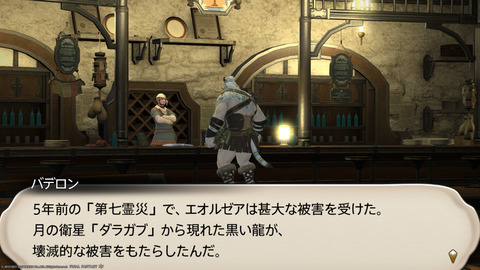 バデロン
5年前の「第七霊災」で、エオルゼアは甚大な被害を受けた。
月の衛星「ダラガブ」から現れた黒い龍が、
壊滅的な被害をもたらしたんだ。
FINAL FANTASY XIV